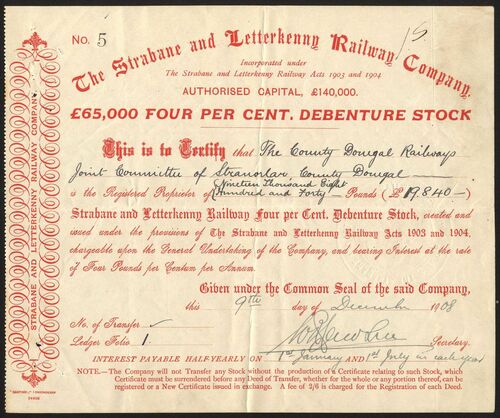 No. 5
15
The Strabane and Letterkenny Railway Company.
Incorporated under
The Strabane and Letterkenny Railway Acts 1903 and 1904
AUTHORISED CAPITAL, £140,000.
£65,000 FOUR PER CENT. DEBENTURE STOCK
This is to Certify that The County Donegal Railways
Joint Committee of Stranorlar, County Donegal
is the Registered Proprietor of Nineteen Thousand Eight
Hundred and Forty Pounds (£ 19,840 —)
Strabane and Letterkenny Railway Four per Cent. Debenture Stock, created and
issued under the provisions of The Strabane and Letterkenny Railway Acts 1903 and 1904,
chargeable upon the General Undertaking of the Company, and bearing Interest at the rate
of Four Pounds per Centum per Annum.
Given under the Common Seal of the said Company,
this 9th day of December 1908
No. of Transfer
Ledger Folio 1.
Secretary.
INTEREST PAYABLE HALF-YEARLY ON 1st January AND 1st July in each year
NOTE.—The Company will not Transfer any Stock without the production of a Certificate relating to such Stock, which
Certificate must be surrendered before any Deed of Transfer, whether for the whole or any portion thereof, can be
registered or a New Certificate issued in exchange. A fee of 2/6 is charged for the Registration of each Deed.
STRABANE AND LETTERKENNY RAILWAY COMPANY.